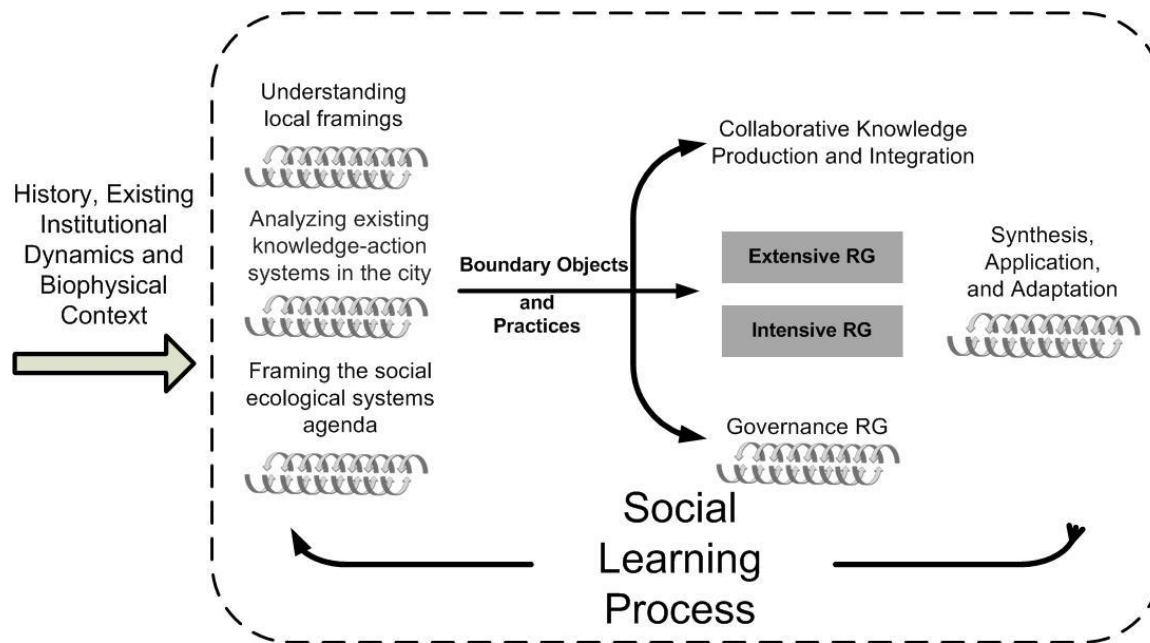 History, Existing
Institutional
Dynamics and
Biophysical
Context
Understanding
local framings
Analyzing existing
knowledge-action
systems in the city
Framing the social
ecological systems
agenda
Boundary Objects
and
Practices
Collaborative Knowledge
Production and Integration
Extensive RG
Intensive RG
Governance RG
Synthesis,
Application,
and Adaptation
Social
Learning
Process